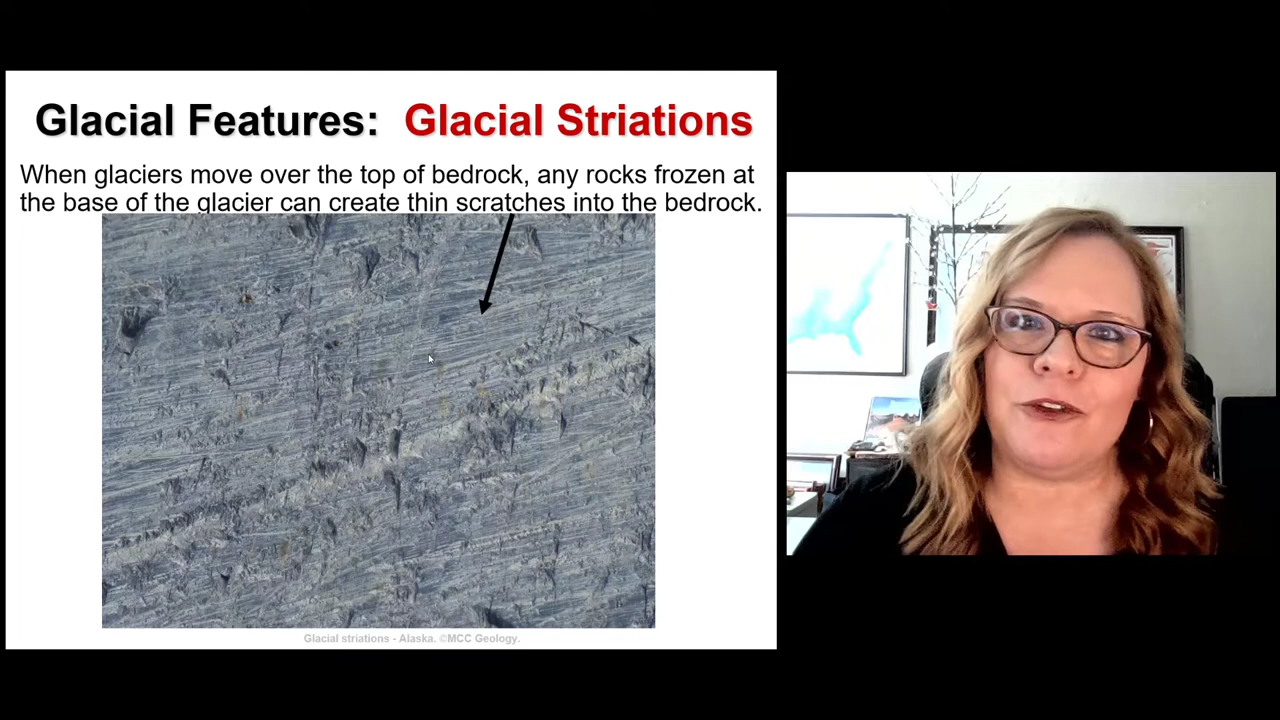 Glacial Features: Glacial Striations
When glaciers move over the top of bedrock, any rocks frozen at
the base of the glacier can create thin scratches into the bedrock.
Glacial striations - Alaska. ©MCC Geology.